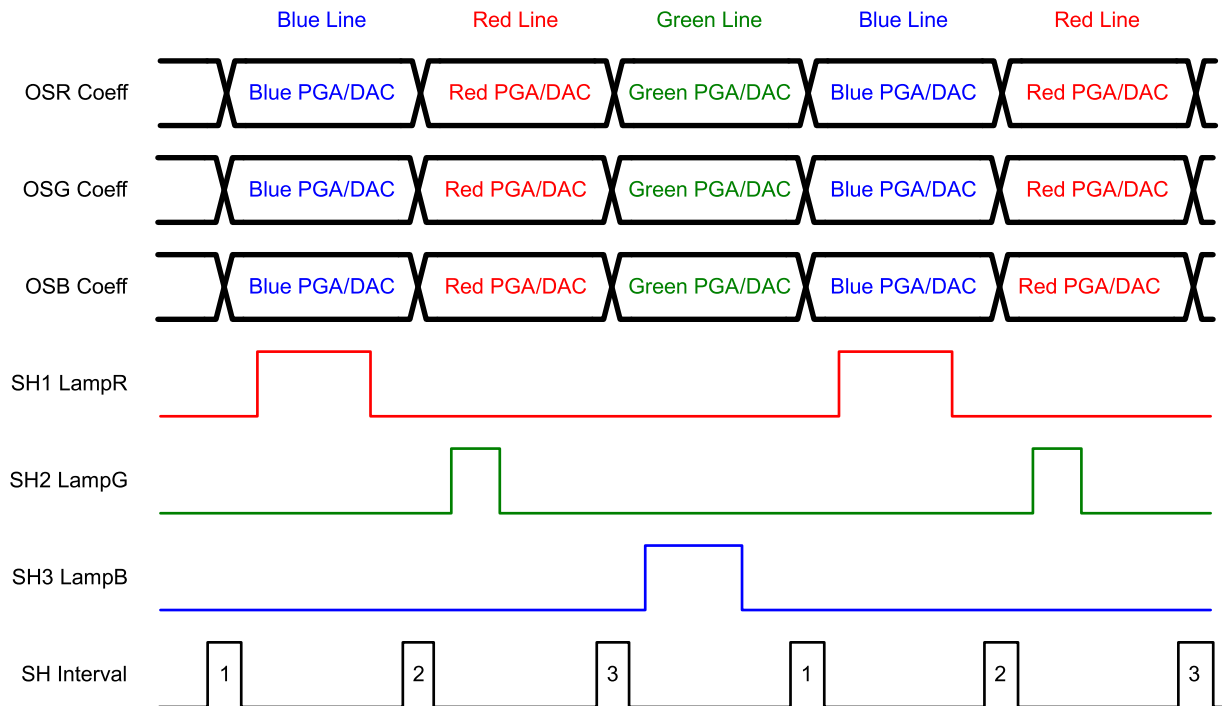 Blue Line Red Line Green Line Blue Line Red Line
OSR Coeff Blue PGA/DAC Red PGA/DAC Green PGA/DAC Blue PGA/DAC Red PGA/DAC
OSG Coeff Blue PGA/DAC Red PGA/DAC Green PGA/DAC Blue PGA/DAC Red PGA/DAC
OSB Coeff Blue PGA/DAC Red PGA/DAC Green PGA/DAC Blue PGA/DAC Red PGA/DAC
SH1 LampR
SH2 LampG
SH3 LampB
SH Interval 1 2 3 1 2 3